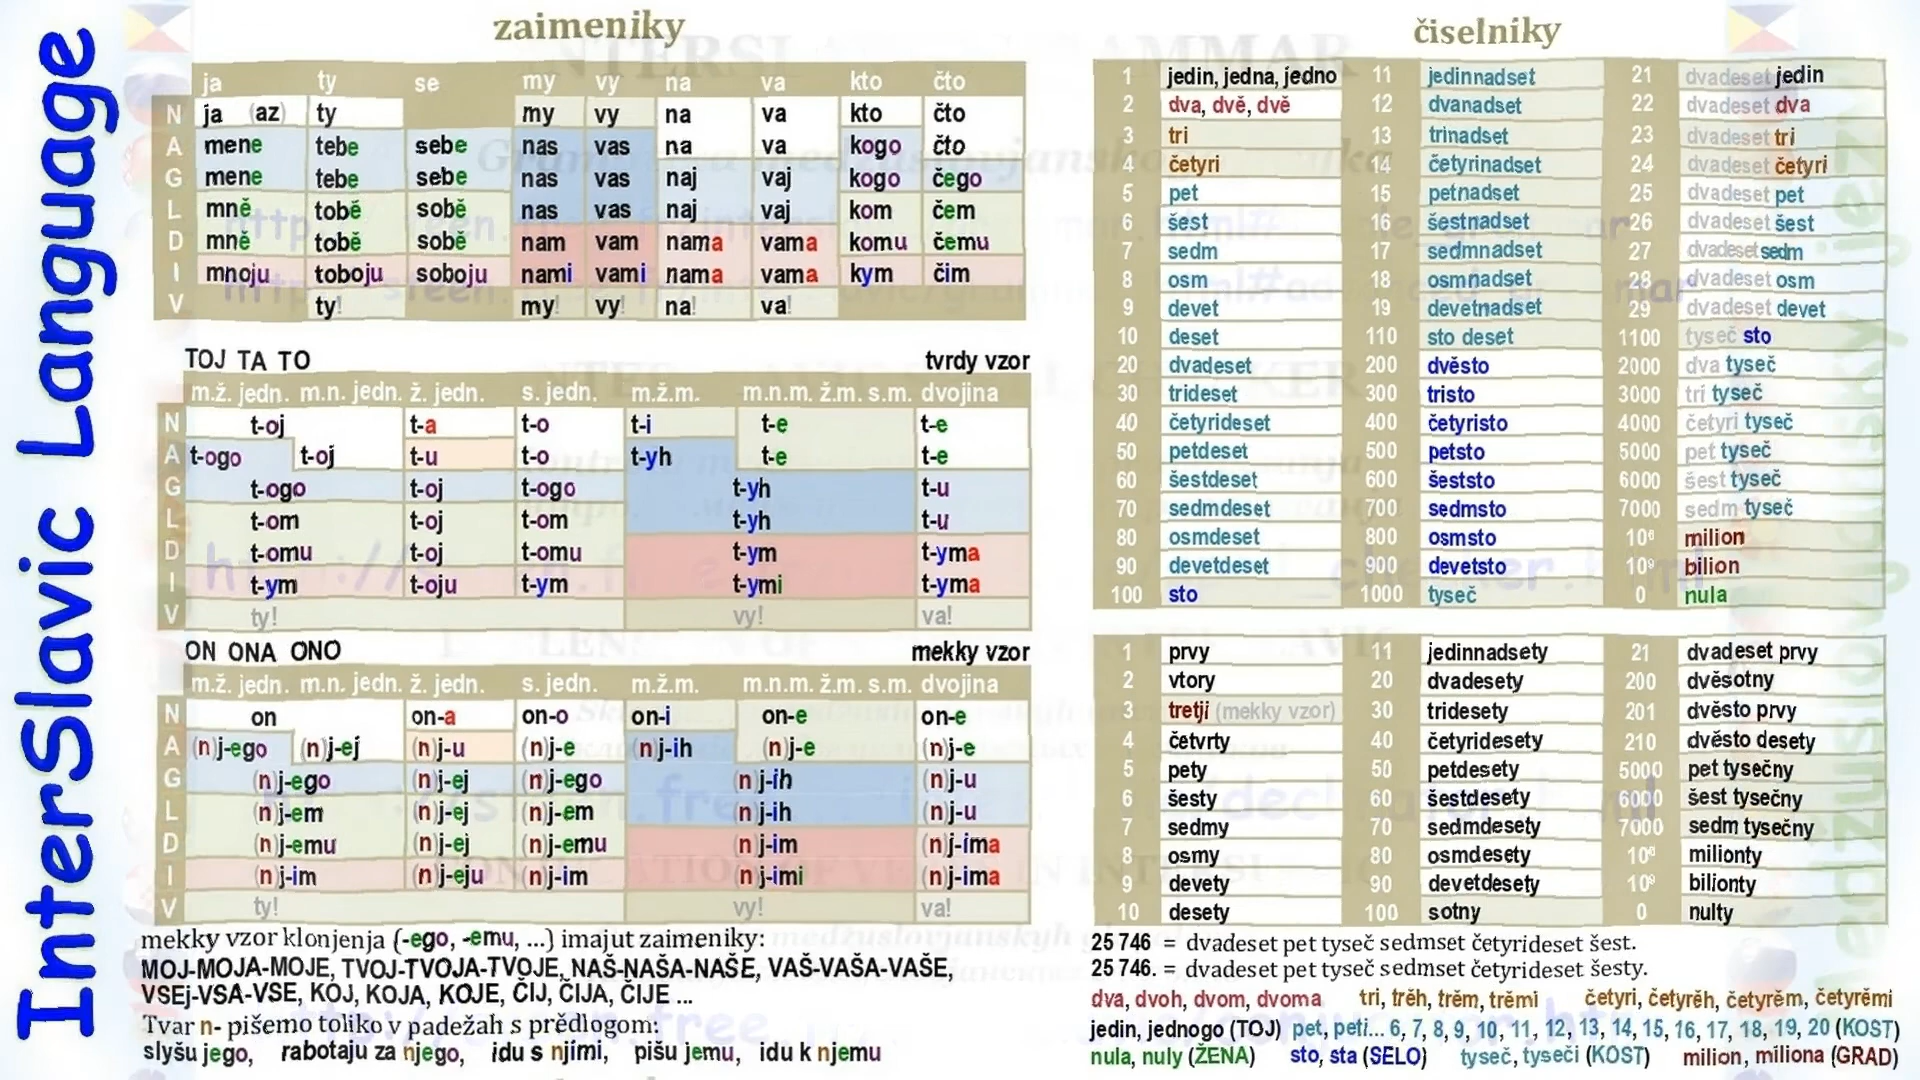 InterSlavic Language
zaimeniky
ja ty se my vy na va kto čto
N ja (az) ty my vy na va kto čto
A mene tebe sebe nas vas na va kogo čto
G mene tebe sebe nas vas naj vaj kogo čego
L mně tobě sobě nas vas naj vaj kom čem
D mně tobě sobě nam vam nama vama komu čemu
I mnoju toboju soboju nami vami nama vama kym čim
V ty! my! vy! na! va!
TOJ TA TO tvrdy vzor
m.ž. jedn. m.n. jedn. ž. jedn. s. jedn. m.ž.m. m.n.m. ž.m. s.m. dvojina
N t-oj t-a t-o t-i t-e t-e
A t-ogo t-oj t-u t-o t-yh t-e t-e
G t-ogo t-oj t-ogo t-yh t-u
L t-om t-oj t-om t-yh t-u
D t-omu t-oj t-omu t-ym t-yma
I t-ym t-oju t-ym t-ymi t-yma
V ty! vy! va!
ON ONA ONO mekky vzor
m.ž. jedn. m.n. jedn. ž. jedn. s. jedn. m.ž.m. m.n.m. ž.m. s.m. dvojina
N on on-a on-o on-i on-e on-e
A (n)j-ego (n)j-ej (n)j-u (n)j-e (n)j-ih (n)j-e (n)j-e
G (n)j-ego (n)j-ej (n)j-ego (n)j-ih (n)j-u
L (n)j-em (n)j-ej (n)j-em (n)j-ih (n)j-u
D (n)j-emu (n)j-ej (n)j-emu (n)j-im (n)j-ima
I (n)j-im (n)j-eju (n)j-im (n)j-imi (n)j-ima
V ty! vy! va!
mekky vzor klonjenja (-ego, -emu, ...) imajut zaimeniky:
MOJ-MOJA-MOJE, TVOJ-TVOJA-TVOJE, NAŠ-NAŠA-NAŠE, VAŠ-VAŠA-VAŠE,
VSEj-VSA-VSE, KOJ, KOJA, KOJE, ČIJ, ČIJA, ČIJE ...
Tvar n- pišemo toliko v padežah s prědlogom:
slyšu jego, rabotaju za njego, idu s njími, pišu jemu, idu k njemu
čiselníky
1 jedin, jedna, jedno 11 jedinnadset 21 dvadeset jedin
2 dva, dvě, dvě 12 dvanadset 22 dvadeset dva
3 tri 13 trinadset 23 dvadeset tri
4 četyri 14 četyrinadset 24 dvadeset četyri
5 pet 15 petnadset 25 dvadeset pet
6 šest 16 šestnadset 26 dvadeset šest
7 sedm 17 sedmnadset 27 dvadeset sedm
8 osm 18 osmnadset 28 dvadeset osm
9 devet 19 devetnadset 29 dvadeset devet
10 deset 110 sto deset 1100 tyseč sto
20 dvadeset 200 dvěsto 2000 dva tyseč
30 trideset 300 tristo 3000 tri tyseč
40 četyrideset 400 četyristo 4000 četyri tyseč
50 petdeset 500 petsto 5000 pet tyseč
60 šestdeset 600 šeststo 6000 šest tyseč
70 sedmdeset 700 sedmsto 7000 sedm tyseč
80 osmdeset 800 osmsto 10⁶ milion
90 devetdeset 900 devetsto 10⁹ bilion
100 sto 1000 tyseč 0 nula
1 prvy 11 jedinnadsety 21 dvadeset prvy
2 vtory 20 dvadesety 200 dvěsotny
3 tretji (mekky vzor) 30 tridesety 201 dvěsto prvy
4 četvrty 40 četyridesety 210 dvěsto desety
5 pety 50 petdesety 5000 pet tysečny
6 šesty 60 šestdesety 6000 šest tysečny
7 sedmy 70 sedmdesety 7000 sedm tysečny
8 osmy 80 osmdesety 10⁶ milionty
9 devety 90 devetdesety 10⁹ bilionty
10 desety 100 sotny 0 nulty
25 746 = dvadeset pet tyseč sedmset četyrideset šest.
25 746. = dvadeset pet tyseč sedmset četyrideset šesty.
dva, dvoh, dvom, dvoma tri, trěh, trěm, trěmi četyri, četyrěh, četyrěm, četyrěmi
jedin, jednogo (TOJ) pet, peti... 6, 7, 8, 9, 10, 11, 12, 13, 14, 15, 16, 17, 18, 19, 20 (KOST)
nula, nuly (ŽENA) sto, sta (SELO) tyseč, tyseči (KOST) milion, miliona (GRAD)